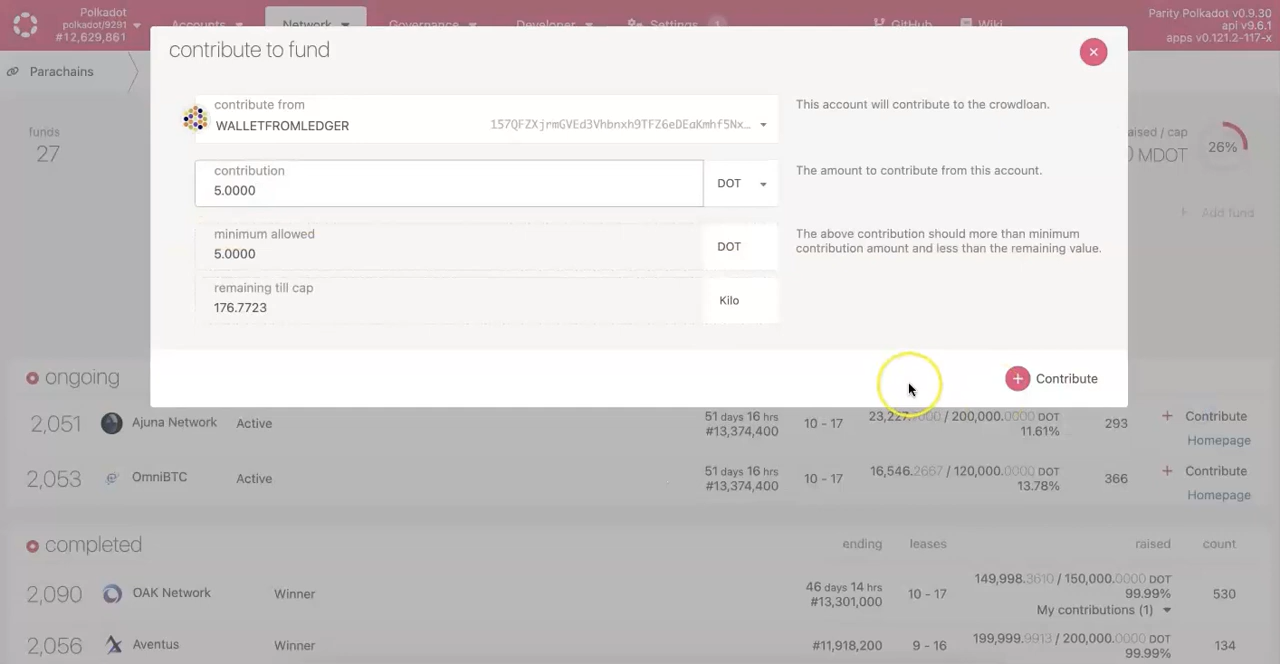 Polkadot
polkadot/9291
#12,629,861
Accounts
Network
Governance
Developer
Settings
1
GitHub
Wiki
Parity Polkadot v0.9.30
api v9.6.1
apps v0.121.2-117-x
Parachains
contribute to fund
contribute from
WALLETFROMLEDGER
157QFZXjrmGVEd3Vhbnxh9TFZ6eDEaKmhf5Nx…
This account will contribute to the crowdloan.
contribution
5.0000
DOT
The amount to contribute from this account.
minimum allowed
5.0000
DOT
The above contribution should more than minimum
contribution amount and less than the remaining value.
remaining till cap
176.7723
Kilo
Contribute
funds
27
aised / cap
MDOT
26%
Add fund
ongoing
2,051
Ajuna Network
Active
51 days 16 hrs
#13,374,400
10 - 17
/ 200,000.0000 DOT
11.61%
293
Contribute
Homepage
2,053
OmniBTC
Active
51 days 16 hrs
#13,374,400
10 - 17
16,546.2667 / 120,000.0000 DOT
13.78%
366
Contribute
Homepage
completed
ending
leases
raised
count
2,090
OAK Network
Winner
46 days 14 hrs
#13,301,000
10 - 17
149,998.3610 / 150,000.0000 DOT
99.99%
My contributions (1)
530
2,056
Aventus
Winner
#11,918,200
9 - 16
199,999.9913 / 200,000.0000 DOT
99.99%
134